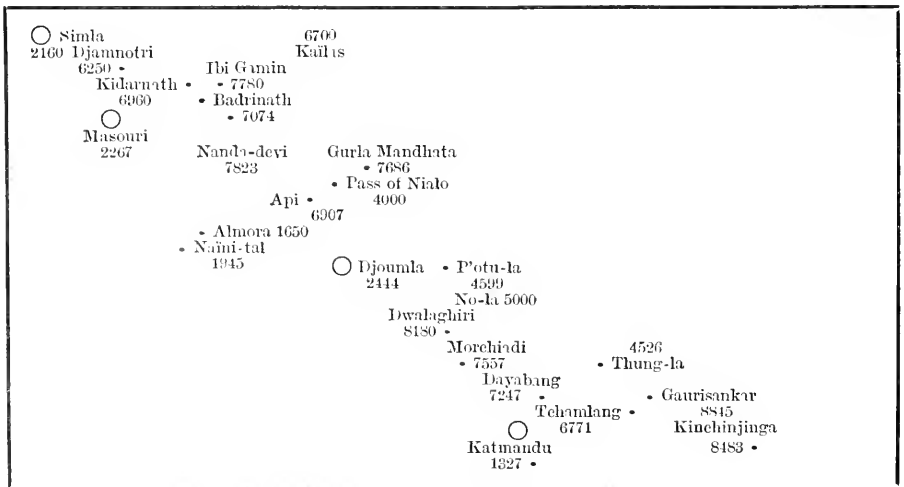 Simla 6700
2160 Djamnotri Kaïlas
6250 Ibi Gamin
Kidarnath 7780
6960 Badrinath
7074
Masouri
2267 Nanda-devi Gurla Mandhata
7823 7686
Pass of Nialo
Api 4000
6907
Almora 1650
Naïni-tal
1945 Djoumla P'otu-la
2444 4599
No-la 5000
Dwalaghiri
8180
Morchiadi 4526
7557 Thung-la
Dayabang
7247 Gaurisankar
Tchamlang 8845
6771 Kinchinjinga
Katmandu 8483
1327